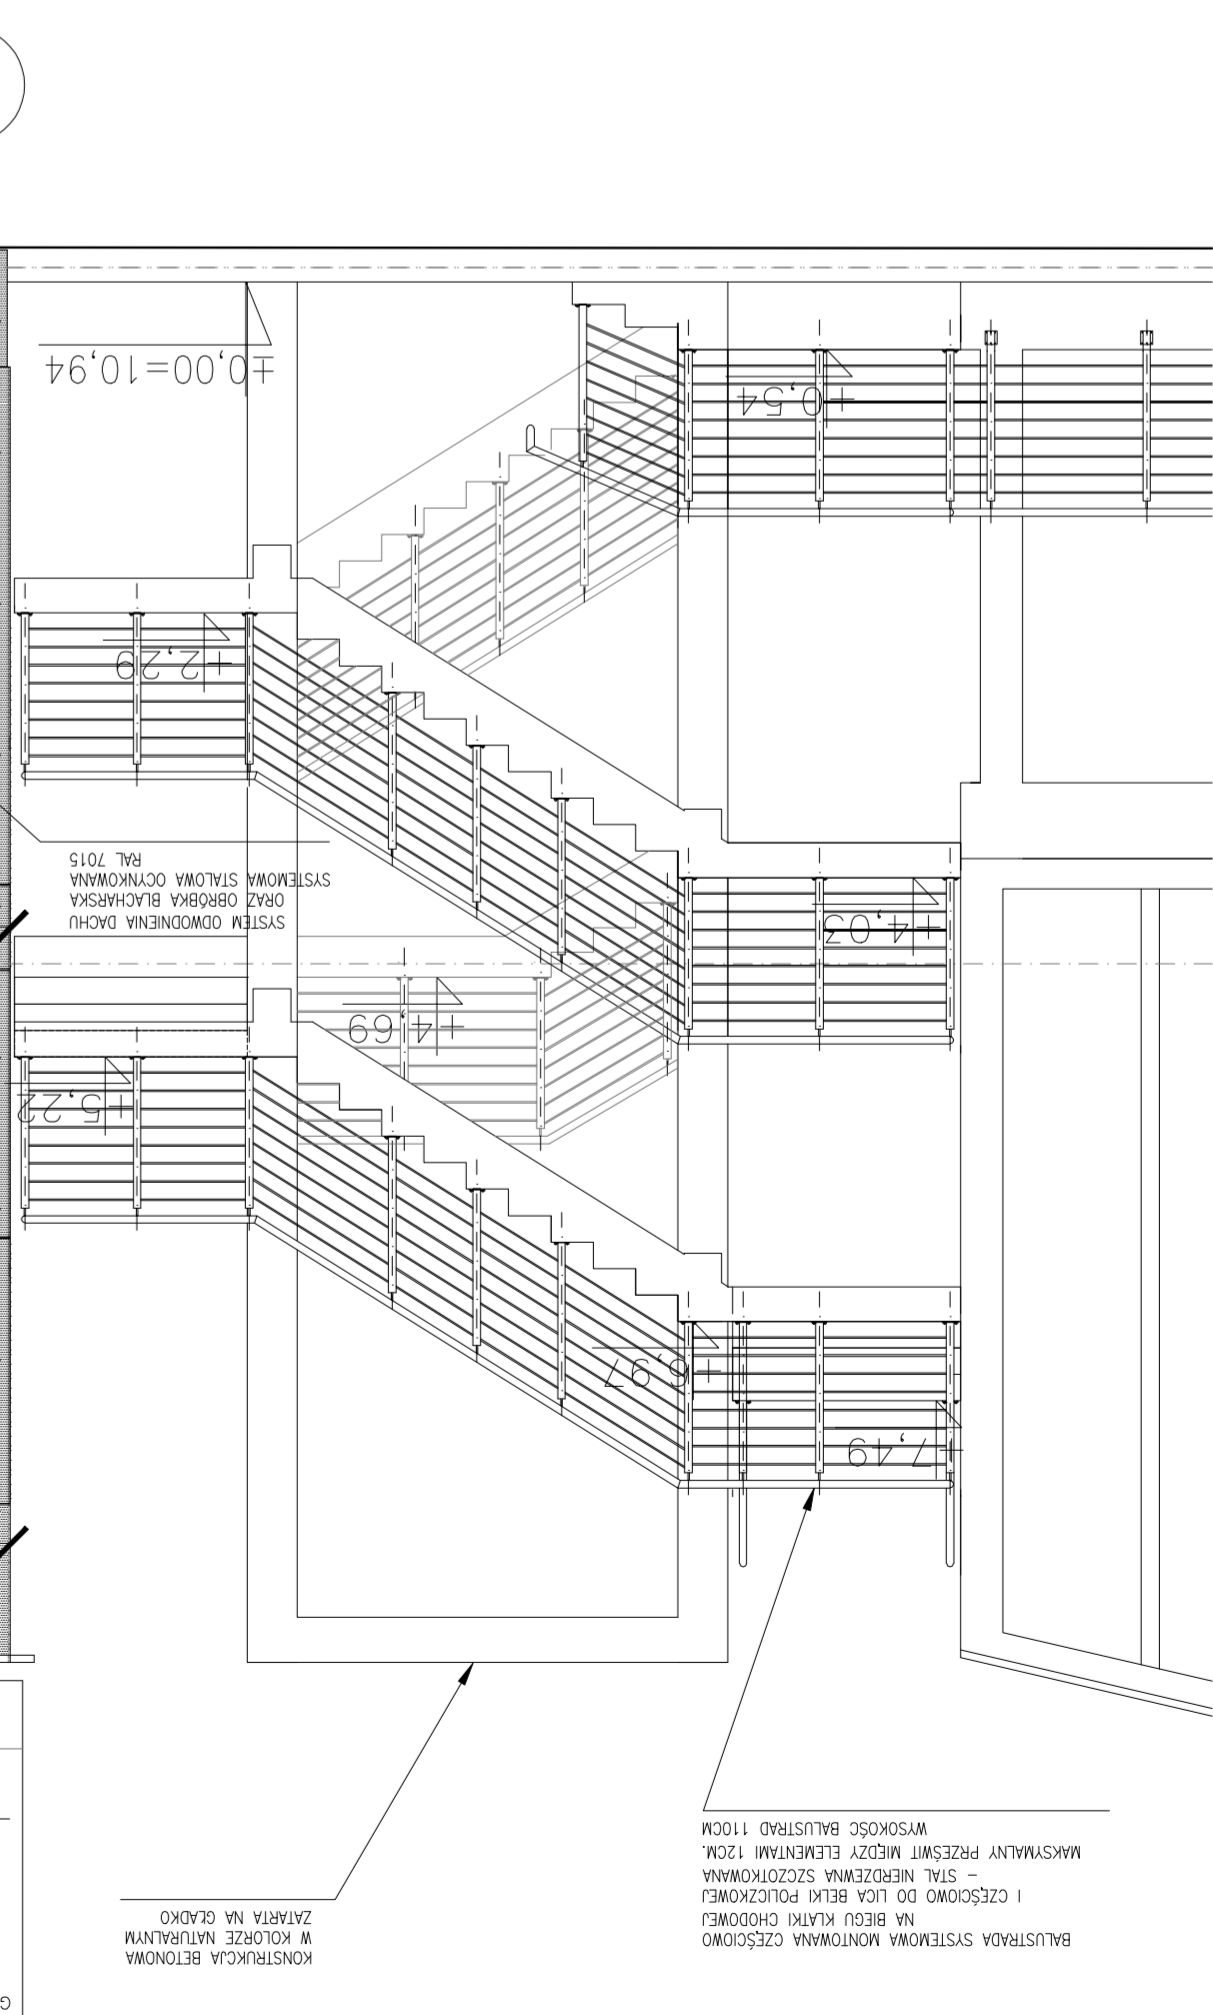 BALUSTRADA SYSTEMOWA MONTOWANA CZĘŚCIOWO
NA BIEGU KLATKI CHODOWEJ
I CZĘŚCIOWO DO LICA BELKI POLICZKOWEJ
– STAL NIERDZEWNA SZCZOTKOWANA
MAKSYMALNY PRZEŚWIT MIĘDZY ELEMENTAMI 12CM.
WYSOKOŚĆ BALUSTRAD 110CM
KONSTRUKCJA BETONOWA
W KOLORZE NATURALNYM
ZATARTA NA GŁADKO
+7,49
+6,97
+5,22
+4,69
SYSTEM ODWODNIENIA DACHU
ORAZ OBRÓBKA BLACHARSKA
SYSTEMOWA STALOWA OCYNKOWANA
RAL 7015
+4,03
+2,29
+0,54
±0,00=10,94